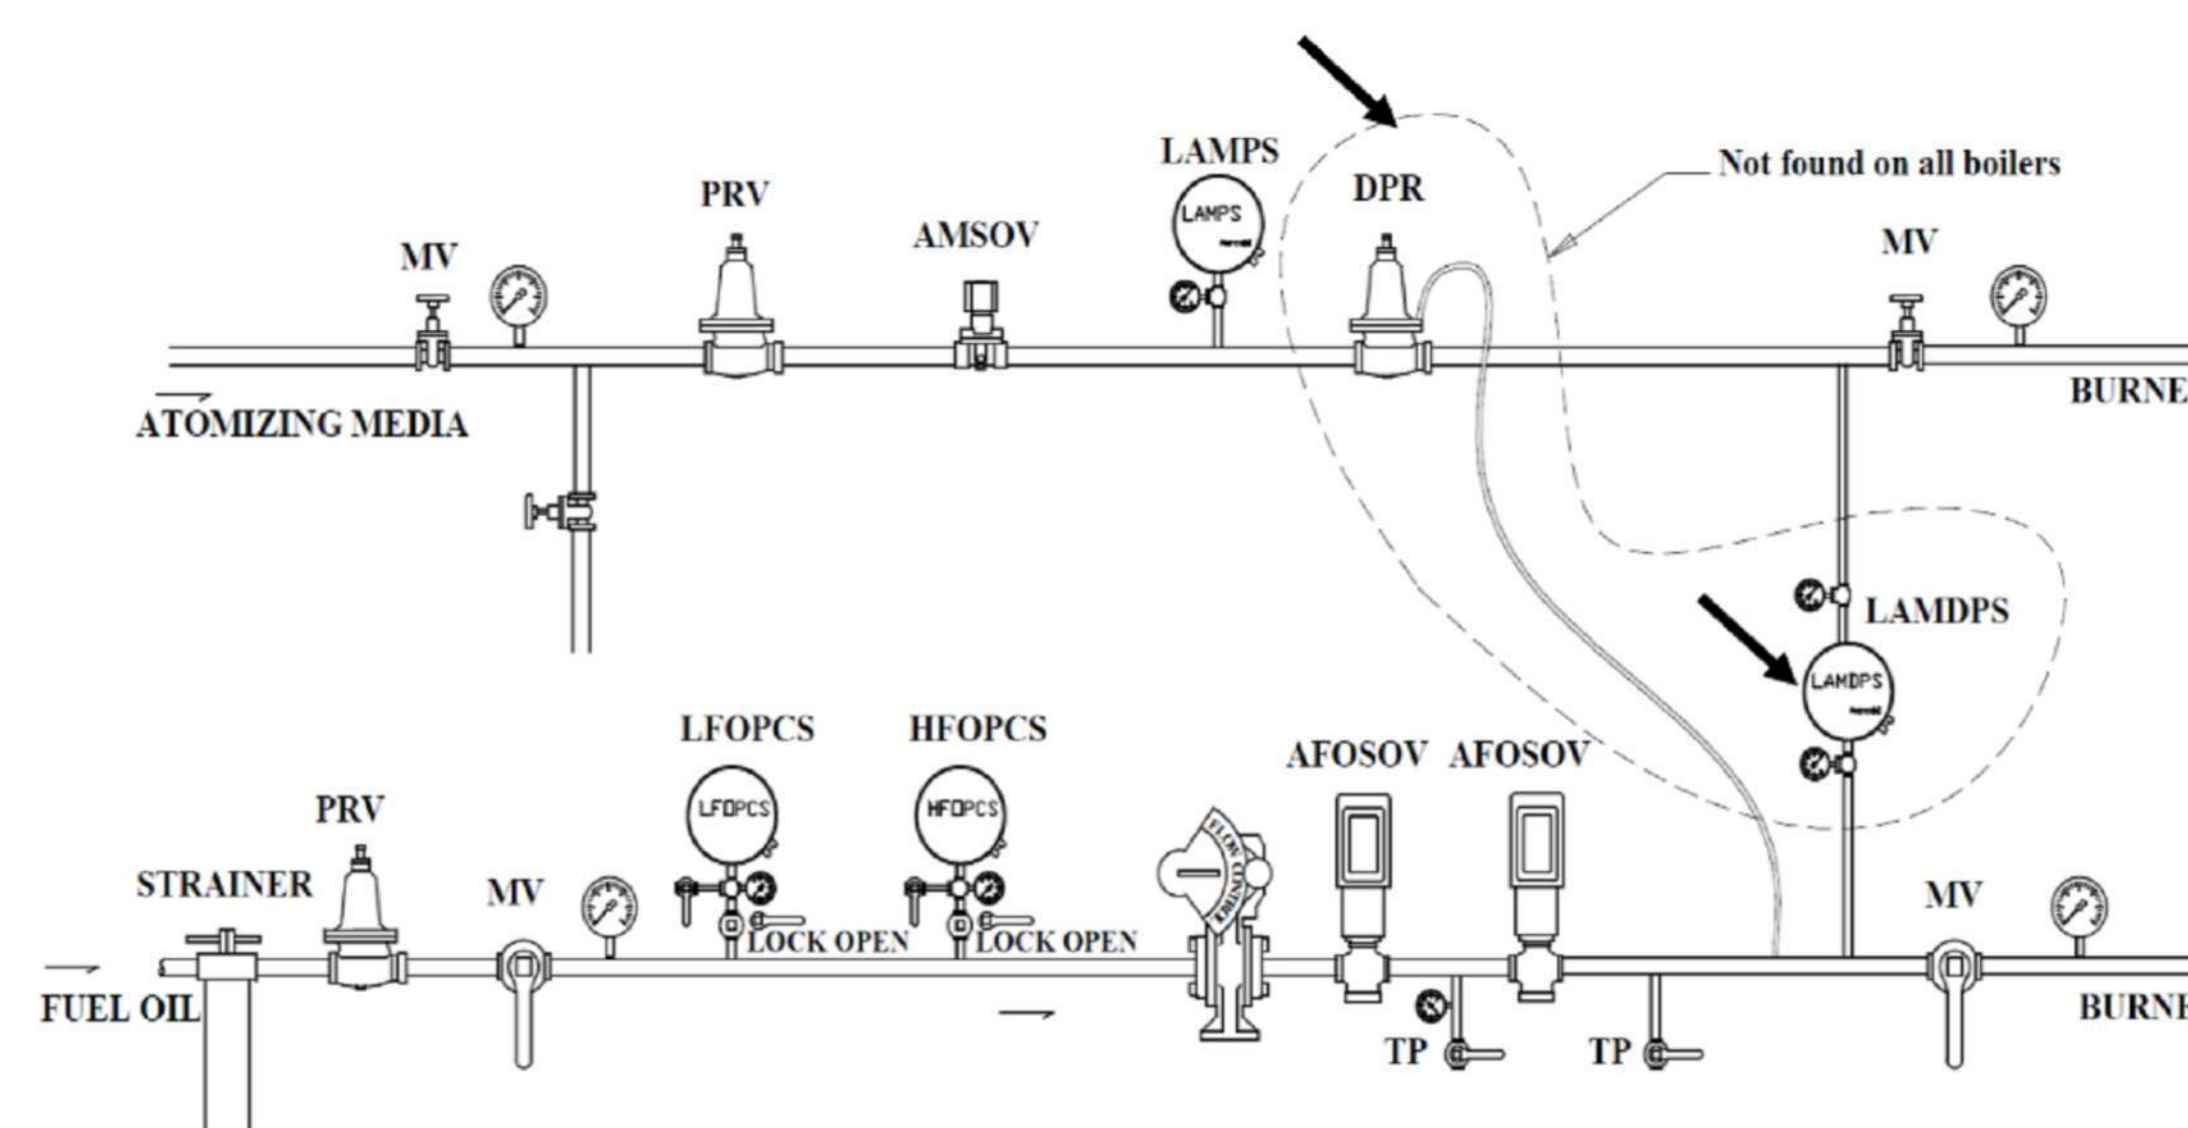 LAMPS
Not found on all boilers
PRV
DPR
LAMPS
AMSOV
MV
MV
ATOMIZING MEDIA
BURNE
LAMDPS
LAMDPS
LFOPCS
HFOPCS
AFOSOV
AFOSOV
PRV
LFOPCS
HFOPCS
FLOW CONTROL
STRAINER
MV
MV
LOCK OPEN
LOCK OPEN
FUEL OIL
BURNE
TP
TP